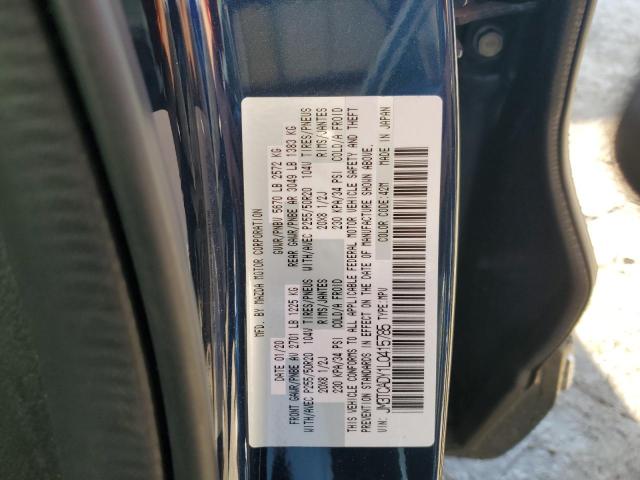 MFD. BY MAZDA MOTOR CORPORATION
DATE 01/20 GVWR/PNBV 5670 LB 2572 KG
FRONT GAWR/PNBE AV 2701 LB 1225 KG REAR GAWR/PNBE AR 3049 LB 1383 KG
WITH/AVEC P255/50R20 104V TIRES/PNEUS WITH/AVEC P255/50R20 104V TIRES/PNEUS
20X8 1/2J RIMS/JANTES 20X8 1/2J RIMS/JANTES
230 KPA/34 PSI COLD/A FROID 230 KPA/34 PSI COLD/A FROID
THIS VEHICLE CONFORMS TO ALL APPLICABLE FEDERAL MOTOR VEHICLE SAFETY AND THEFT
PREVENTION STANDARDS IN EFFECT ON THE DATE OF MANUFACTURE SHOWN ABOVE.
VIN: JM3TCADY1L0415785 TYPE:MPV COLOR CODE:42M MADE IN JAPAN